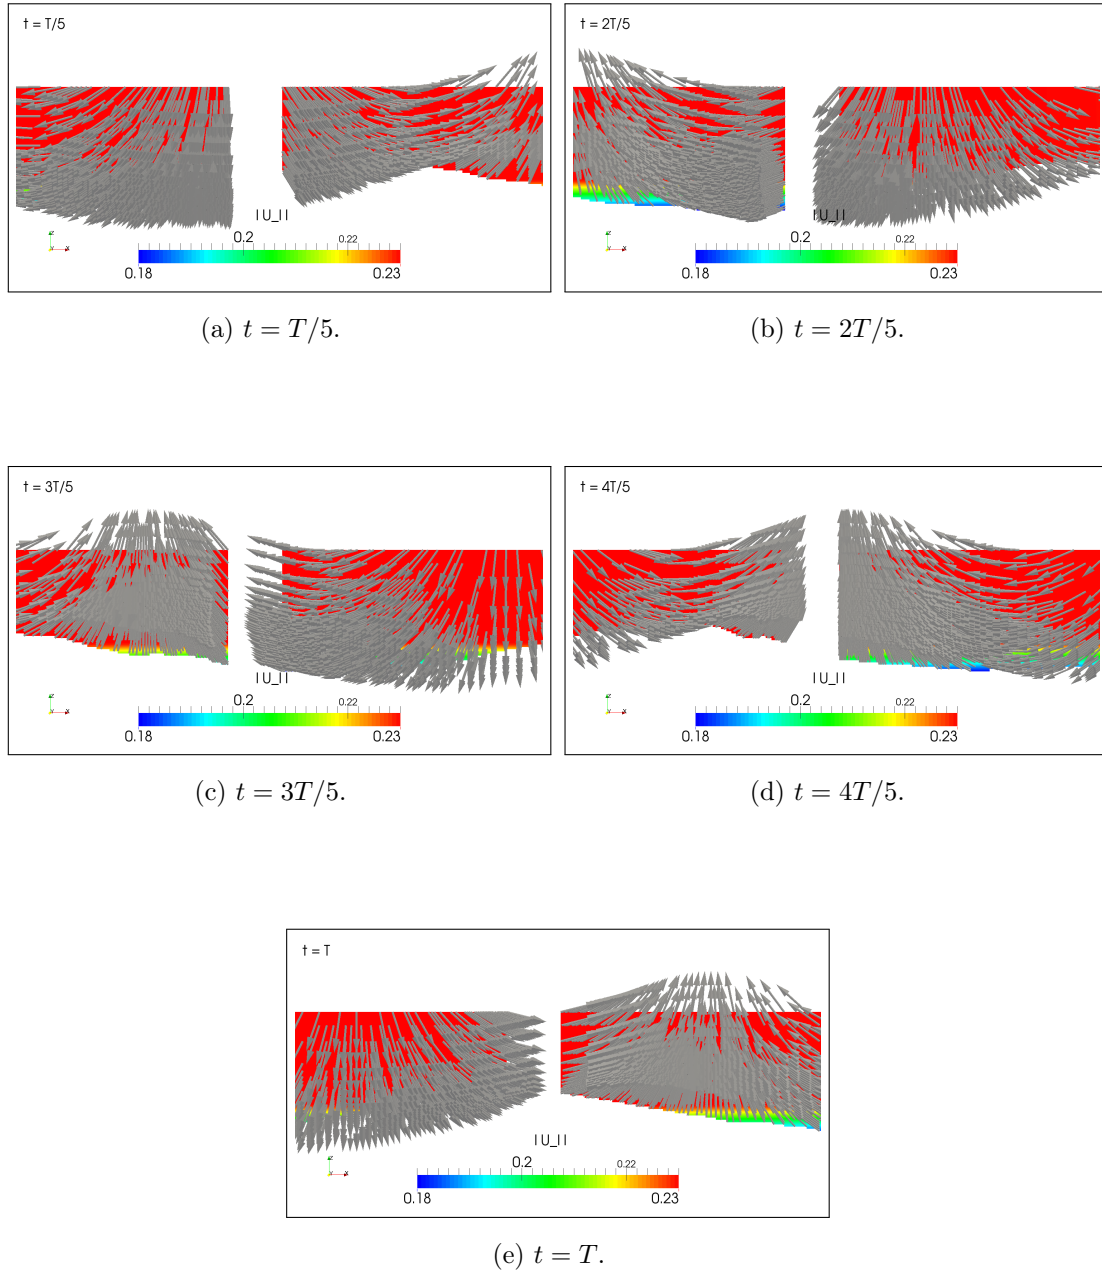 t = T/5
| U_I |
0.2
0.22
0.18
0.23
Z
Y
X
(a) t = T/5.
t = 2T/5
| U_I |
0.2
0.22
0.18
0.23
Z
Y
X
(b) t = 2T/5.
t = 3T/5
| U_I |
0.2
0.22
0.18
0.23
Z
Y
X
(c) t = 3T/5.
t = 4T/5
| U_I |
0.2
0.22
0.18
0.23
Z
Y
X
(d) t = 4T/5.
t = T
| U_I |
0.2
0.22
0.18
0.23
Z
Y
X
(e) t = T.